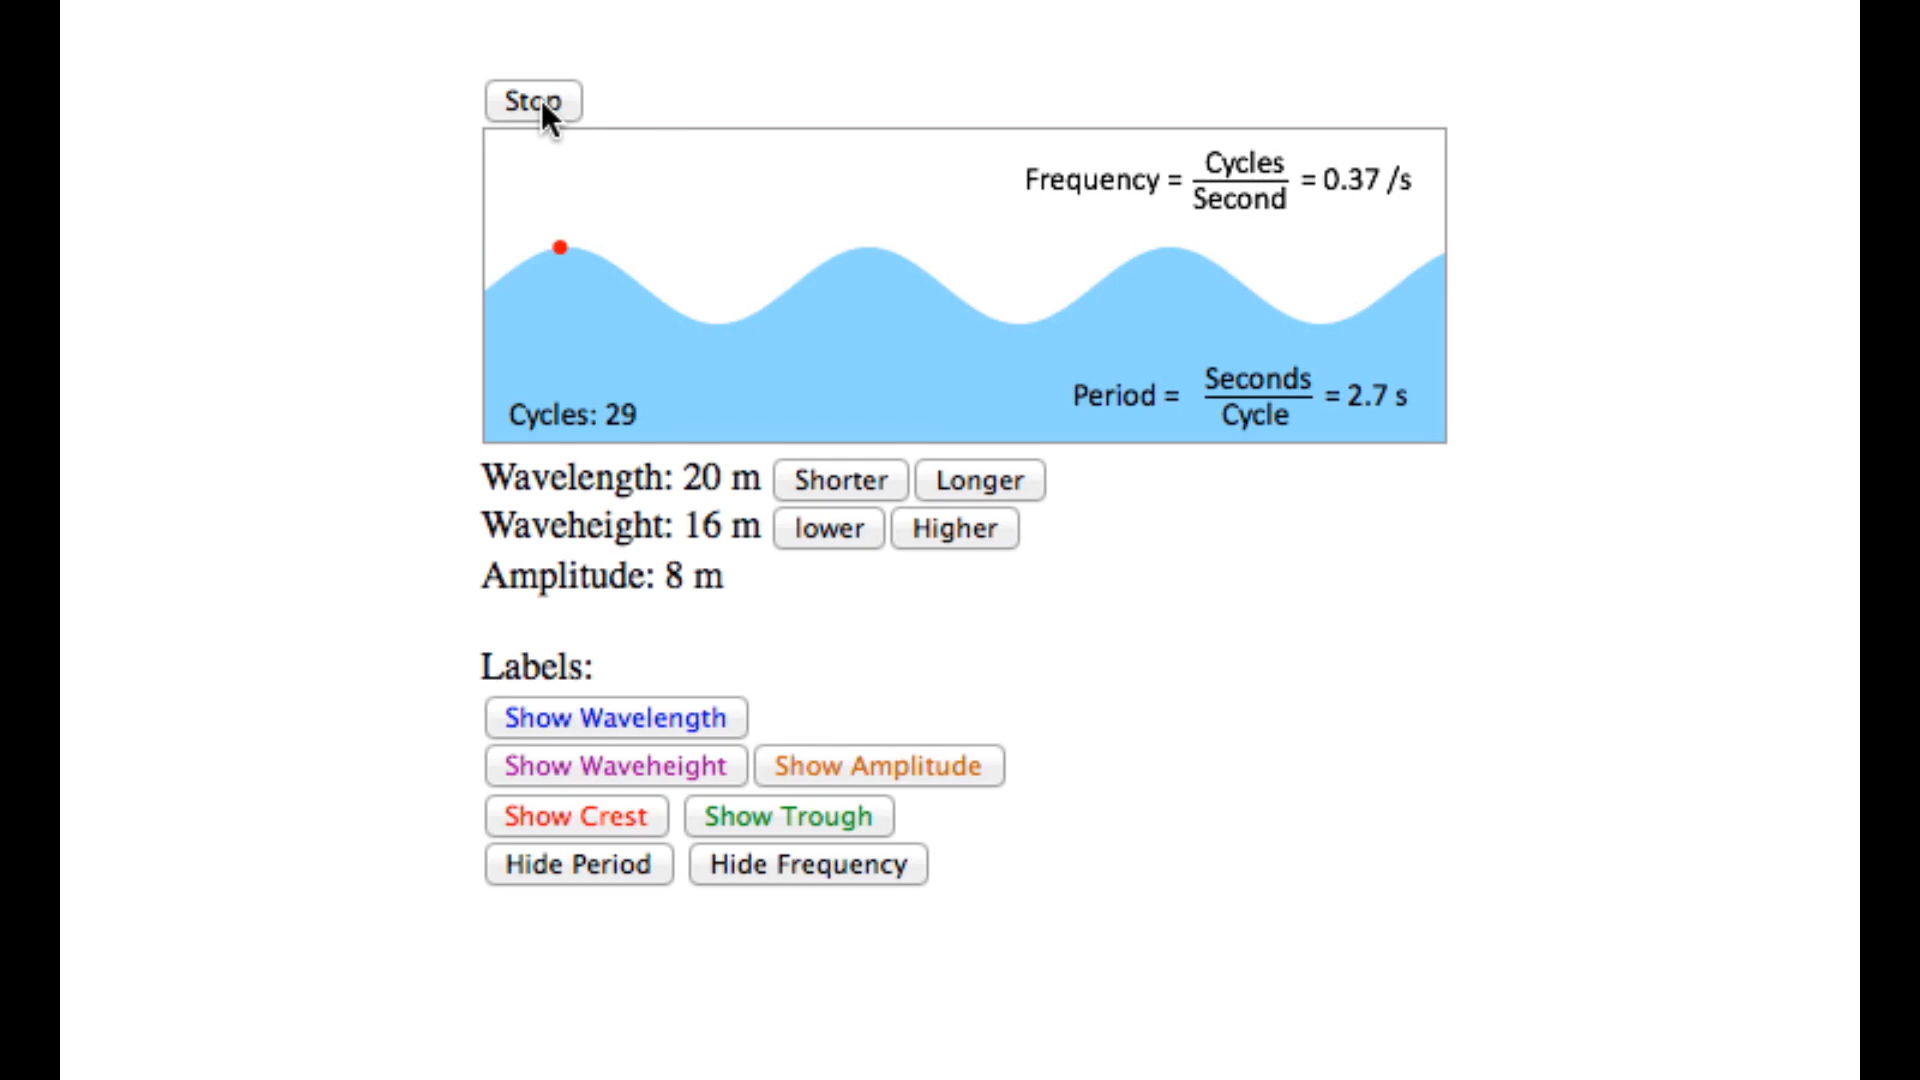 Stop
Frequency = Cycles / Second = 0.37 /s
Period = Seconds / Cycle = 2.7 s
Cycles: 29
Wavelength: 20 m Shorter Longer
Waveheight: 16 m lower Higher
Amplitude: 8 m
Labels:
Show Wavelength
Show Waveheight Show Amplitude
Show Crest Show Trough
Hide Period Hide Frequency